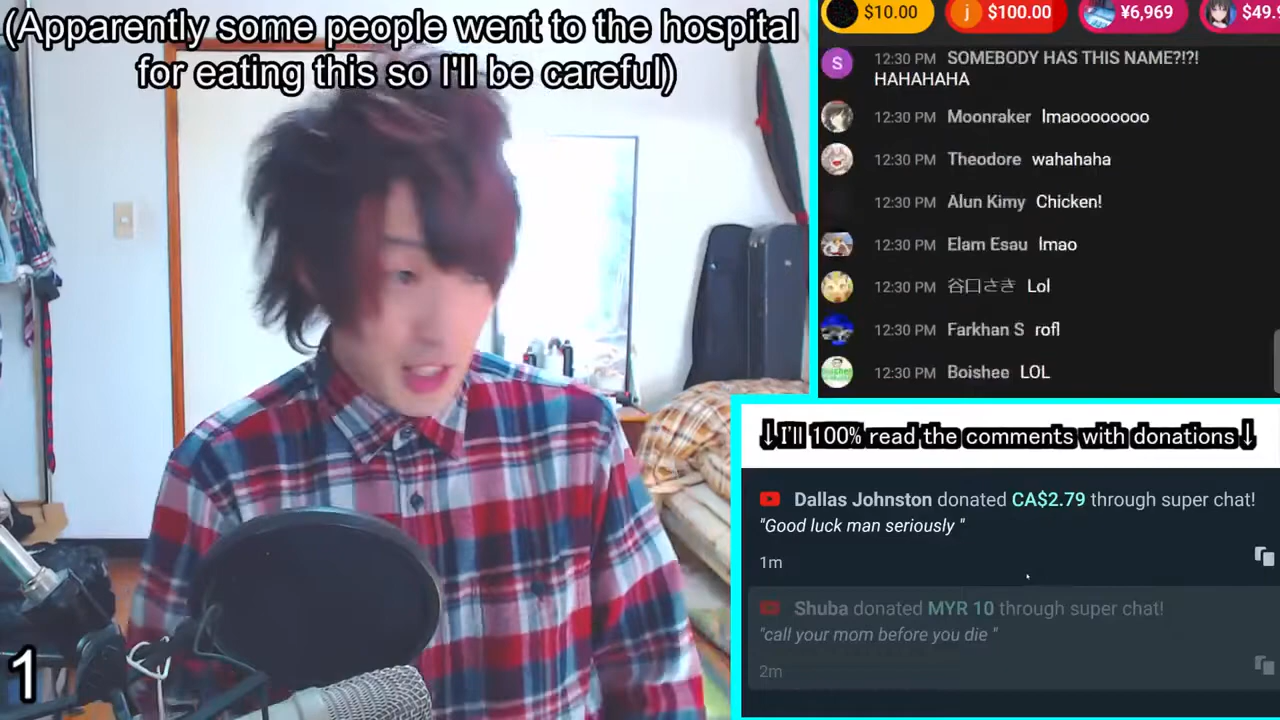 (Apparently some people went to the hospital
for eating this so I'll be careful)
1
$10.00
j $100.00
¥6,969
S 12:30 PM SOMEBODY HAS THIS NAME?!?!
HAHAHAHA
12:30 PM Moonraker lmaoooooooo
12:30 PM Theodore wahahaha
12:30 PM Alun Kimy Chicken!
12:30 PM Elam Esau lmao
12:30 PM 谷口さき Lol
12:30 PM Farkhan S rofl
12:30 PM Boishee LOL
↓I'll 100% read the comments with donations↓
Dallas Johnston donated CA$2.79 through super chat!
"Good luck man seriously "
1m
Shuba donated MYR 10 through super chat!
"call your mom before you die "
2m